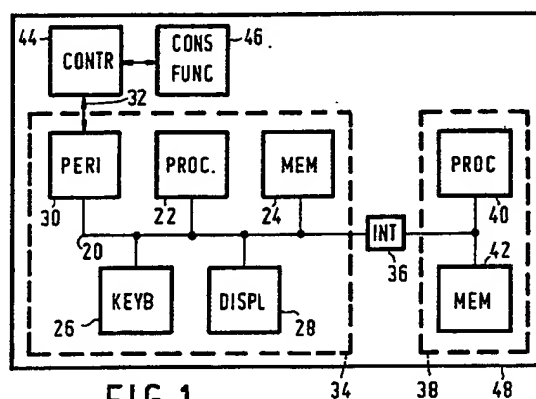 44
CONTR
CONS
FUNC
46
32
PERI
PROC.
MEM
PROC
30
22
24
40
20
INT
36
42
KEYB
DISPL
MEM
26
28
FIG.1
34
38
48